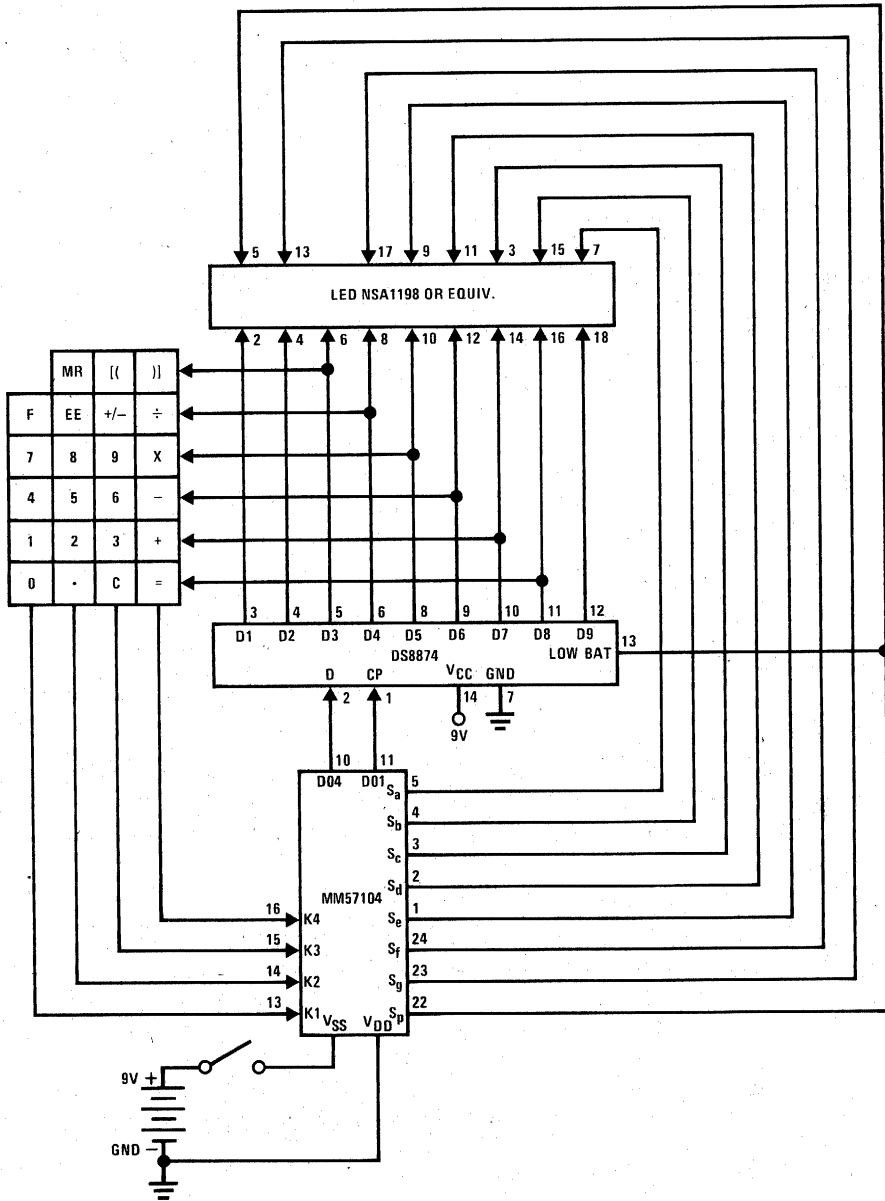 5 13 17 9 11 3 15 7
LED NSA1198 OR EQUIV.
2 4 6 8 10 12 14 16 18
MR [( )]
F EE +/− ÷
7 8 9 X
4 5 6 −
1 2 3 +
0 • C =
3 4 5 6 8 9 10 11 12
D1 D2 D3 D4 D5 D6 D7 D8 D9
13
DS8874 LOW BAT
D CP VCC GND
2 1 14 7
9V
10 11
D04 D01
5
Sa
4
Sb
3
Sc
2
Sd
MM57104
1
Se
16
K4
24
Sf
15
K3
23
Sg
14
K2
22
Sp
13
K1
VSS VDD
9V +
GND −